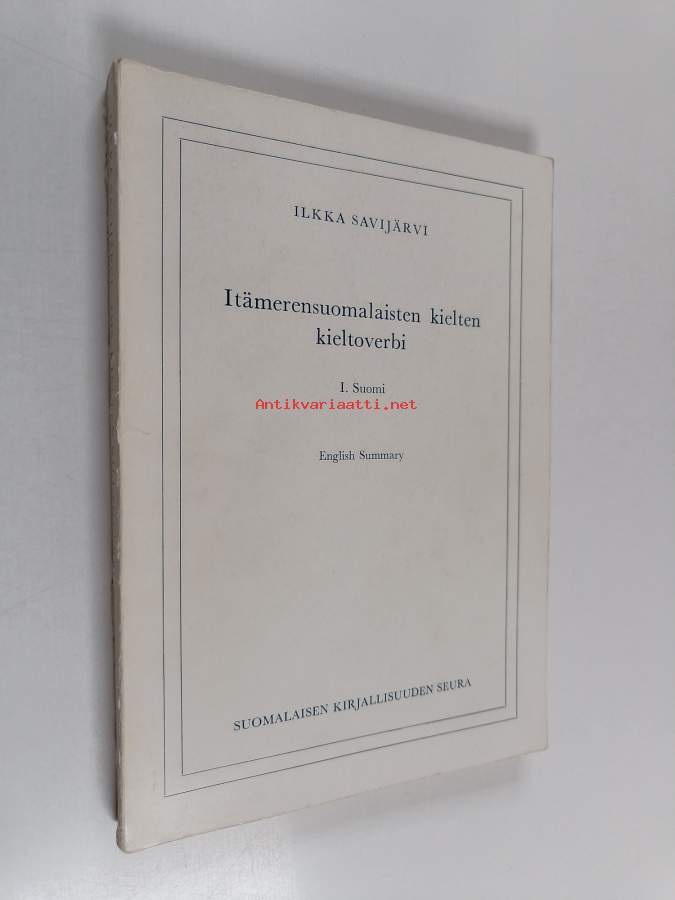 ILKKA SAVIJÄRVI
Itämerensuomalaisten kielten
kieltoverbi
I. Suomi
Antikvariaatti.net
English Summary
SUOMALAISEN KIRJALLISUUDEN SEURA